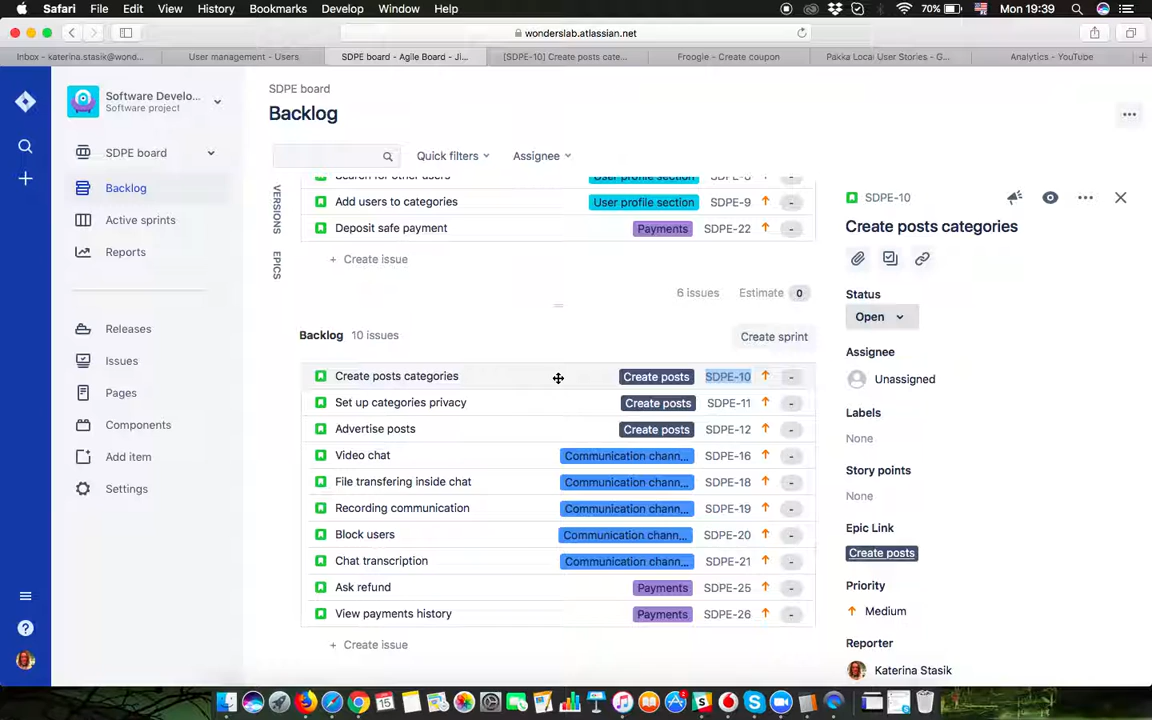 Safari File Edit View History Bookmarks Develop Window Help 70% Mon 19:39
wonderslab.atlassian.net
Inbox - katerina.stasik@wond... User management - Users SDPE board - Agile Board - Ji... [SDPE-10] Create posts cate... Froogle - Create coupon Pakka Local User Stories - G... Analytics - YouTube
Software Develo...
Software project
SDPE board
Backlog
Active sprints
Reports
Releases
Issues
Pages
Components
Add item
Settings
SDPE board
Backlog
Quick filters Assignee
VERSIONS
EPICS
Search for other users User profile section SDPE-8 -
Add users to categories User profile section SDPE-9 -
Deposit safe payment Payments SDPE-22 -
+ Create issue
6 issues Estimate 0
Backlog 10 issues Create sprint
Create posts categories Create posts SDPE-10 -
Set up categories privacy Create posts SDPE-11 -
Advertise posts Create posts SDPE-12 -
Video chat Communication chann... SDPE-16 -
File transfering inside chat Communication chann... SDPE-18 -
Recording communication Communication chann... SDPE-19 -
Block users Communication chann... SDPE-20 -
Chat transcription Communication chann... SDPE-21 -
Ask refund Payments SDPE-25 -
View payments history Payments SDPE-26 -
+ Create issue
SDPE-10
Create posts categories
Status
Open
Assignee
Unassigned
Labels
None
Story points
None
Epic Link
Create posts
Priority
Medium
Reporter
Katerina Stasik
15